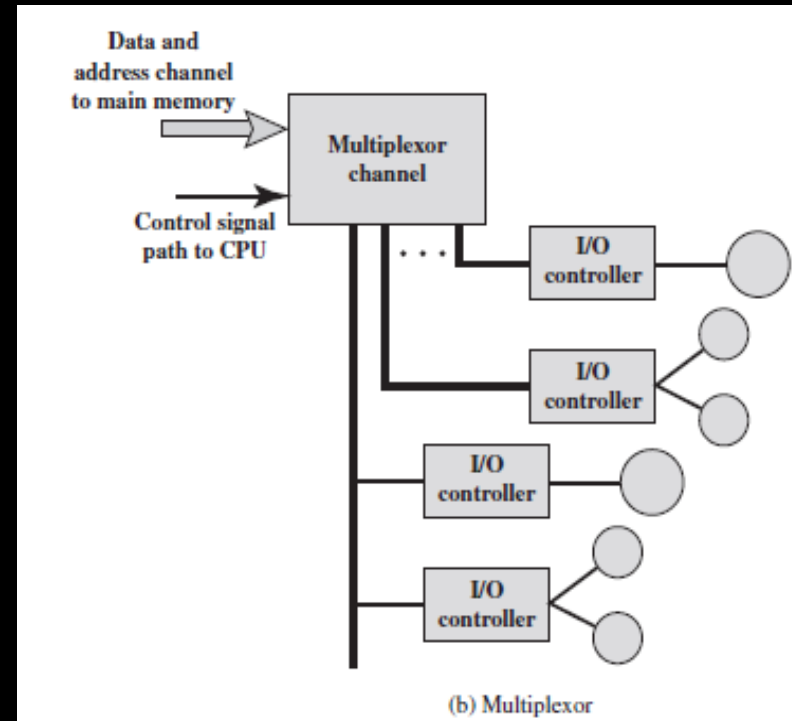 Data and
address channel
to main memory
Multiplexor
channel
Control signal
path to CPU
. . .
I/O
controller
I/O
controller
I/O
controller
I/O
controller
(b) Multiplexor